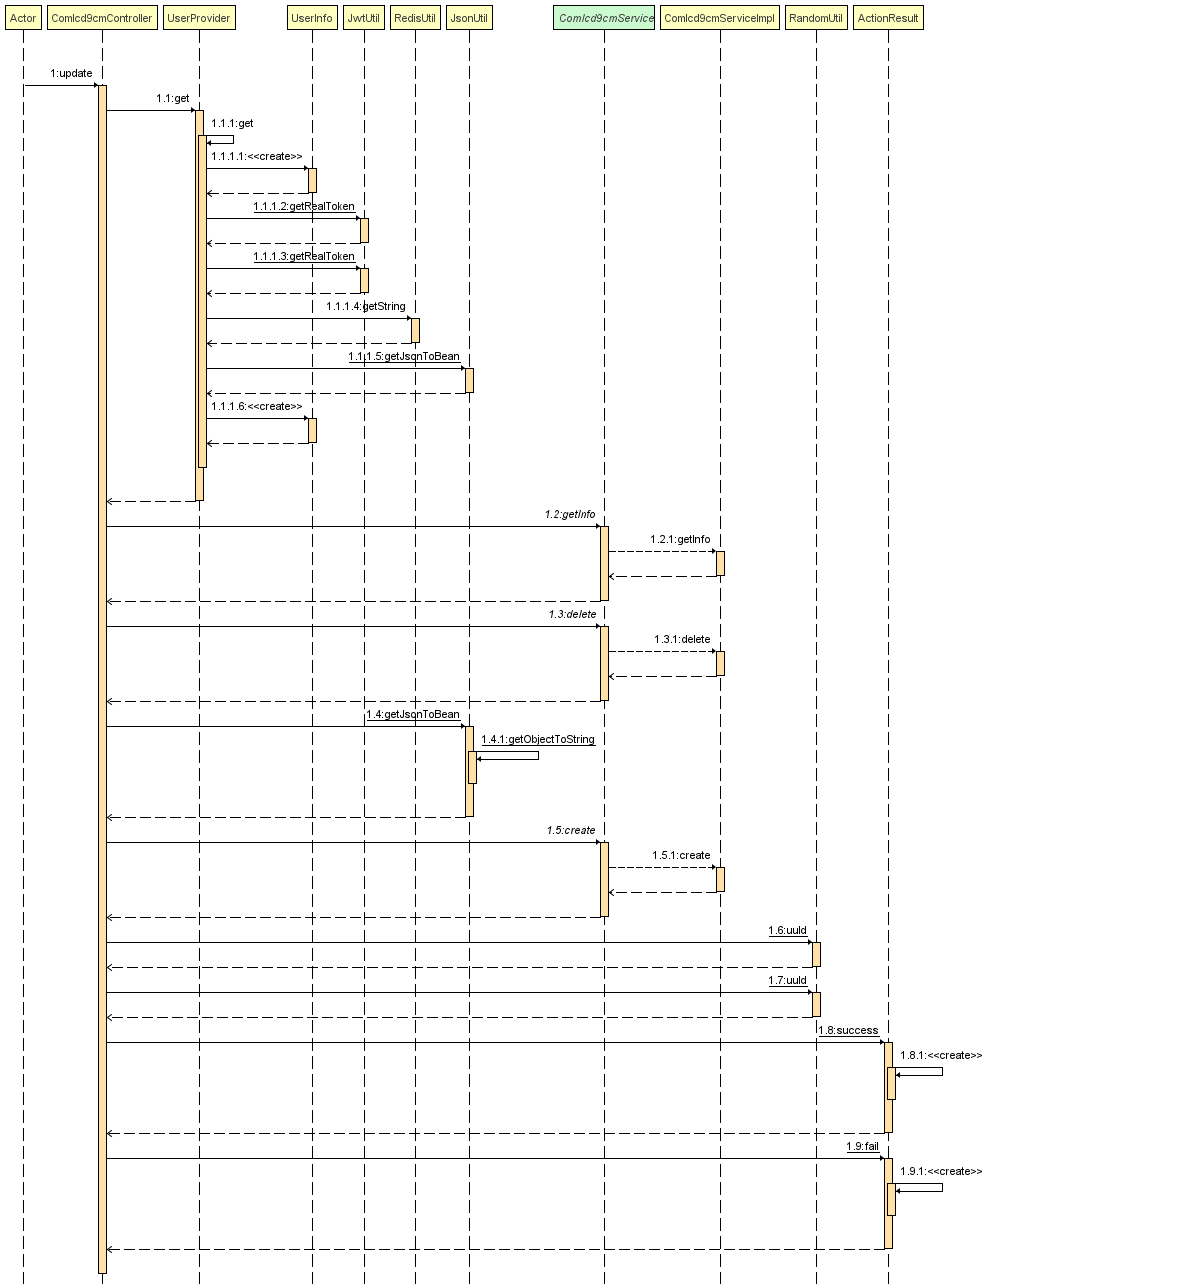 Actor
Comlcd9cmController
UserProvider
UserInfo
JwtUtil
RedisUtil
JsonUtil
Comlcd9cmService
Comlcd9cmServiceImpl
RandomUtil
ActionResult
1:update
1.1:get
1.1.1:get
1.1.1.1:<<create>>
1.1.1.2:getRealToken
1.1.1.3:getRealToken
1.1.1.4:getString
1.1.1.5:getJsonToBean
1.1.1.6:<<create>>
1.2:getInfo
1.2.1:getInfo
1.3:delete
1.3.1:delete
1.4:getJsonToBean
1.4.1:getObjectToString
1.5:create
1.5.1:create
1.6:uuId
1.7:uuId
1.8:success
1.8.1:<<create>>
1.9:fail
1.9.1:<<create>>